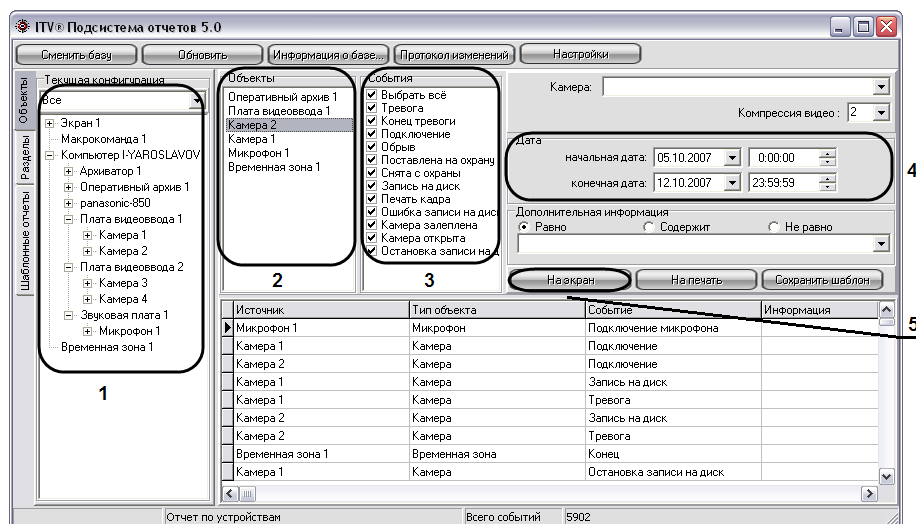 ITV® Подсистема отчетов 5.0
Сменить базу Обновить Информация о базе... Протокол изменений Настройки
Объекты
Разделы
Шаблонные отчеты
Текущая конфигурация
Все
Экран 1
Макрокоманда 1
Компьютер I-YAROSLAVOV
Архиватор 1
Оперативный архив 1
panasonic-850
Плата видеоввода 1
Камера 1
Камера 2
Плата видеоввода 2
Камера 3
Камера 4
Звуковая плата 1
Микрофон 1
Временная зона 1
1
Объекты
Оперативный архив 1
Плата видеоввода 1
Камера 2
Камера 1
Микрофон 1
Временная зона 1
2
События
Выбрать всё
Тревога
Конец тревоги
Подключение
Обрыв
Поставлена на охрану
Снята с охраны
Запись на диск
Печать кадра
Ошибка записи на дис
Камера залеплена
Камера открыта
Остановка записи на д
3
Камера:
Компрессия видео : 2
Дата
начальная дата: 05.10.2007 0:00:00
конечная дата: 12.10.2007 23:59:59
4
Дополнительная информация
Равно Содержит Не равно
На экран На печать Сохранить шаблон
5
Источник Тип объекта Событие Информация
Микрофон 1 Микрофон Подключение микрофона
Камера 1 Камера Подключение
Камера 2 Камера Подключение
Камера 1 Камера Запись на диск
Камера 1 Камера Тревога
Камера 2 Камера Запись на диск
Камера 2 Камера Тревога
Временная зона 1 Временная зона Конец
Камера 1 Камера Остановка записи на диск
Отчет по устройствам Всего событий 5902